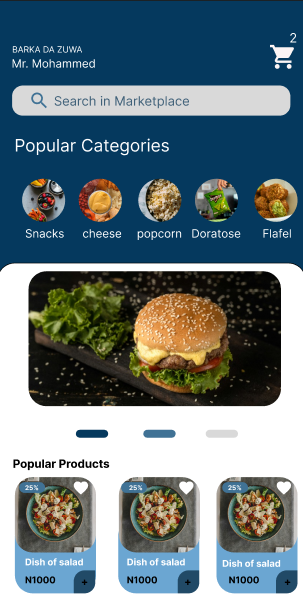 2
BARKA DA ZUWA
Mr. Mohammed
Search in Marketplace
Popular Categories
Snacks cheese popcorn Doratose Flafel
Popular Products
25% 25% 25%
Dish of salad Dish of salad Dish of salad
N1000 + N1000 + N1000 +